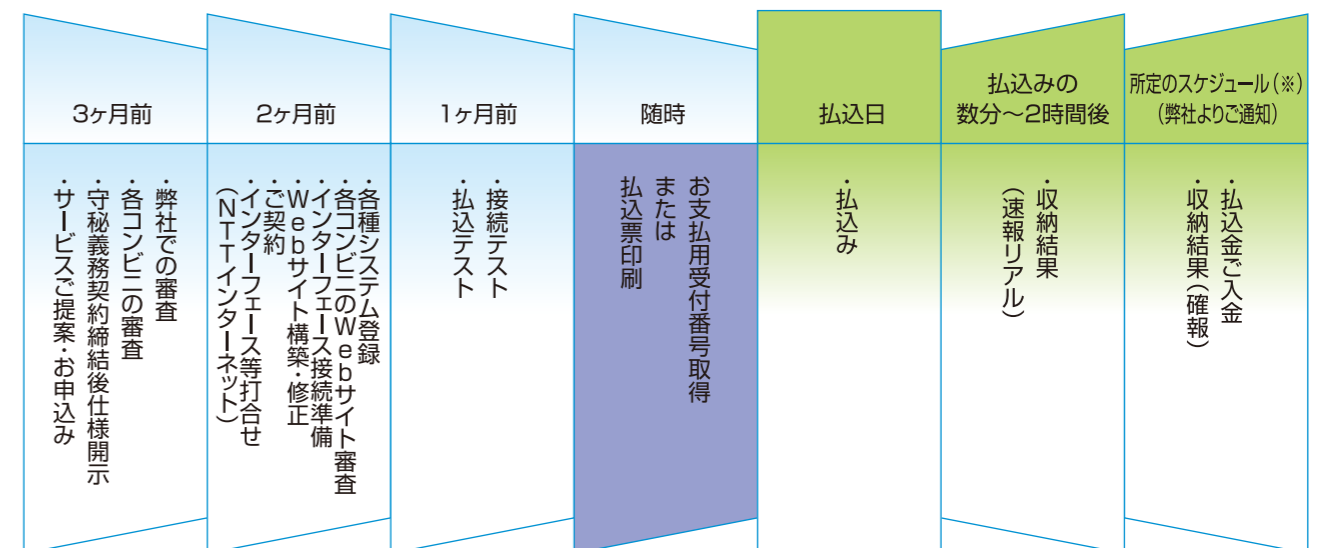 3ヶ月前
・弊社での審査
・各コンビニの審査
・守秘義務契約締結後仕様開示
・サービスご提案・お申込み
2ヶ月前
・各種システム登録
・各コンビニのWebサイト審査
・インターフェース接続準備
・Webサイト構築・修正
・ご契約
・インターフェース等打合せ
（NTTインターネット）
1ヶ月前
・接続テスト
・払込テスト
随時
お支払用受付番号取得
または
払込票印刷
払込日
・払込み
払込みの
数分〜2時間後
・収納結果
（速報リアル）
所定のスケジュール（※）
（弊社よりご通知）
・払込金ご入金
・収納結果（確報）